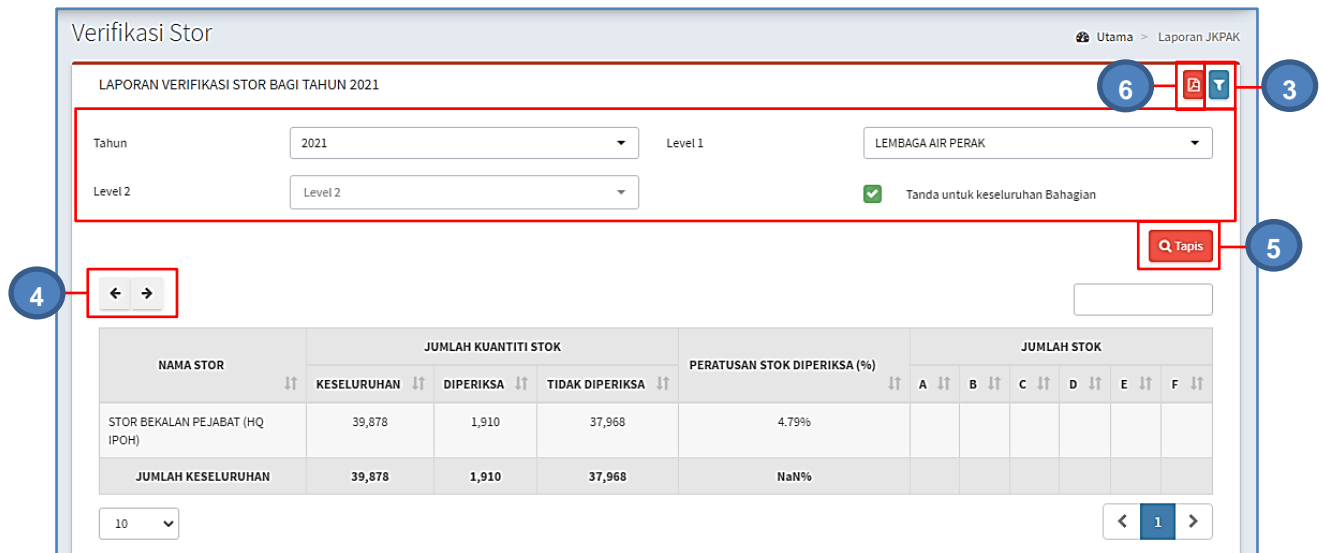 Verifikasi Stor
Utama > Laporan JKPAK
LAPORAN VERIFIKASI STOR BAGI TAHUN 2021
6
3
Tahun
2021
Level 1
LEMBAGA AIR PERAK
Level 2
Level 2
Tanda untuk keseluruhan Bahagian
Tapis
5
4
NAMA STOR
JUMLAH KUANTITI STOK
PERATUSAN STOK DIPERIKSA (%)
JUMLAH STOK
KESELURUHAN DIPERIKSA TIDAK DIPERIKSA A B C D E F
STOR BEKALAN PEJABAT (HQ 39,878 1,910 37,968 4.79%
IPOH)
JUMLAH KESELURUHAN 39,878 1,910 37,968 NaN%
10
1